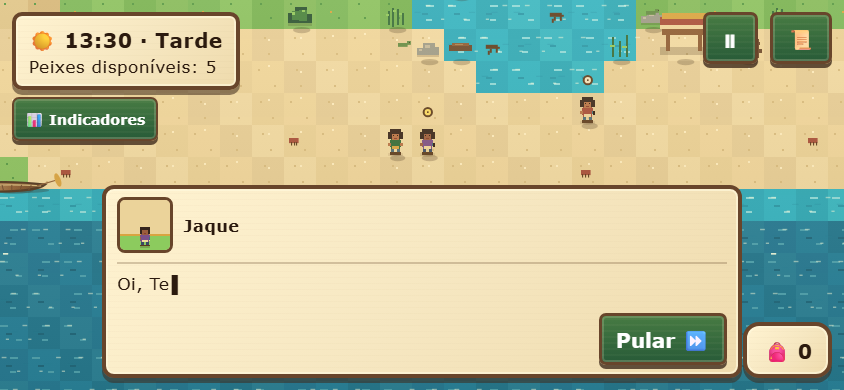 13:30 · Tarde
Peixes disponíveis: 5
Indicadores
Jaque
Oi, Te
Pular
0